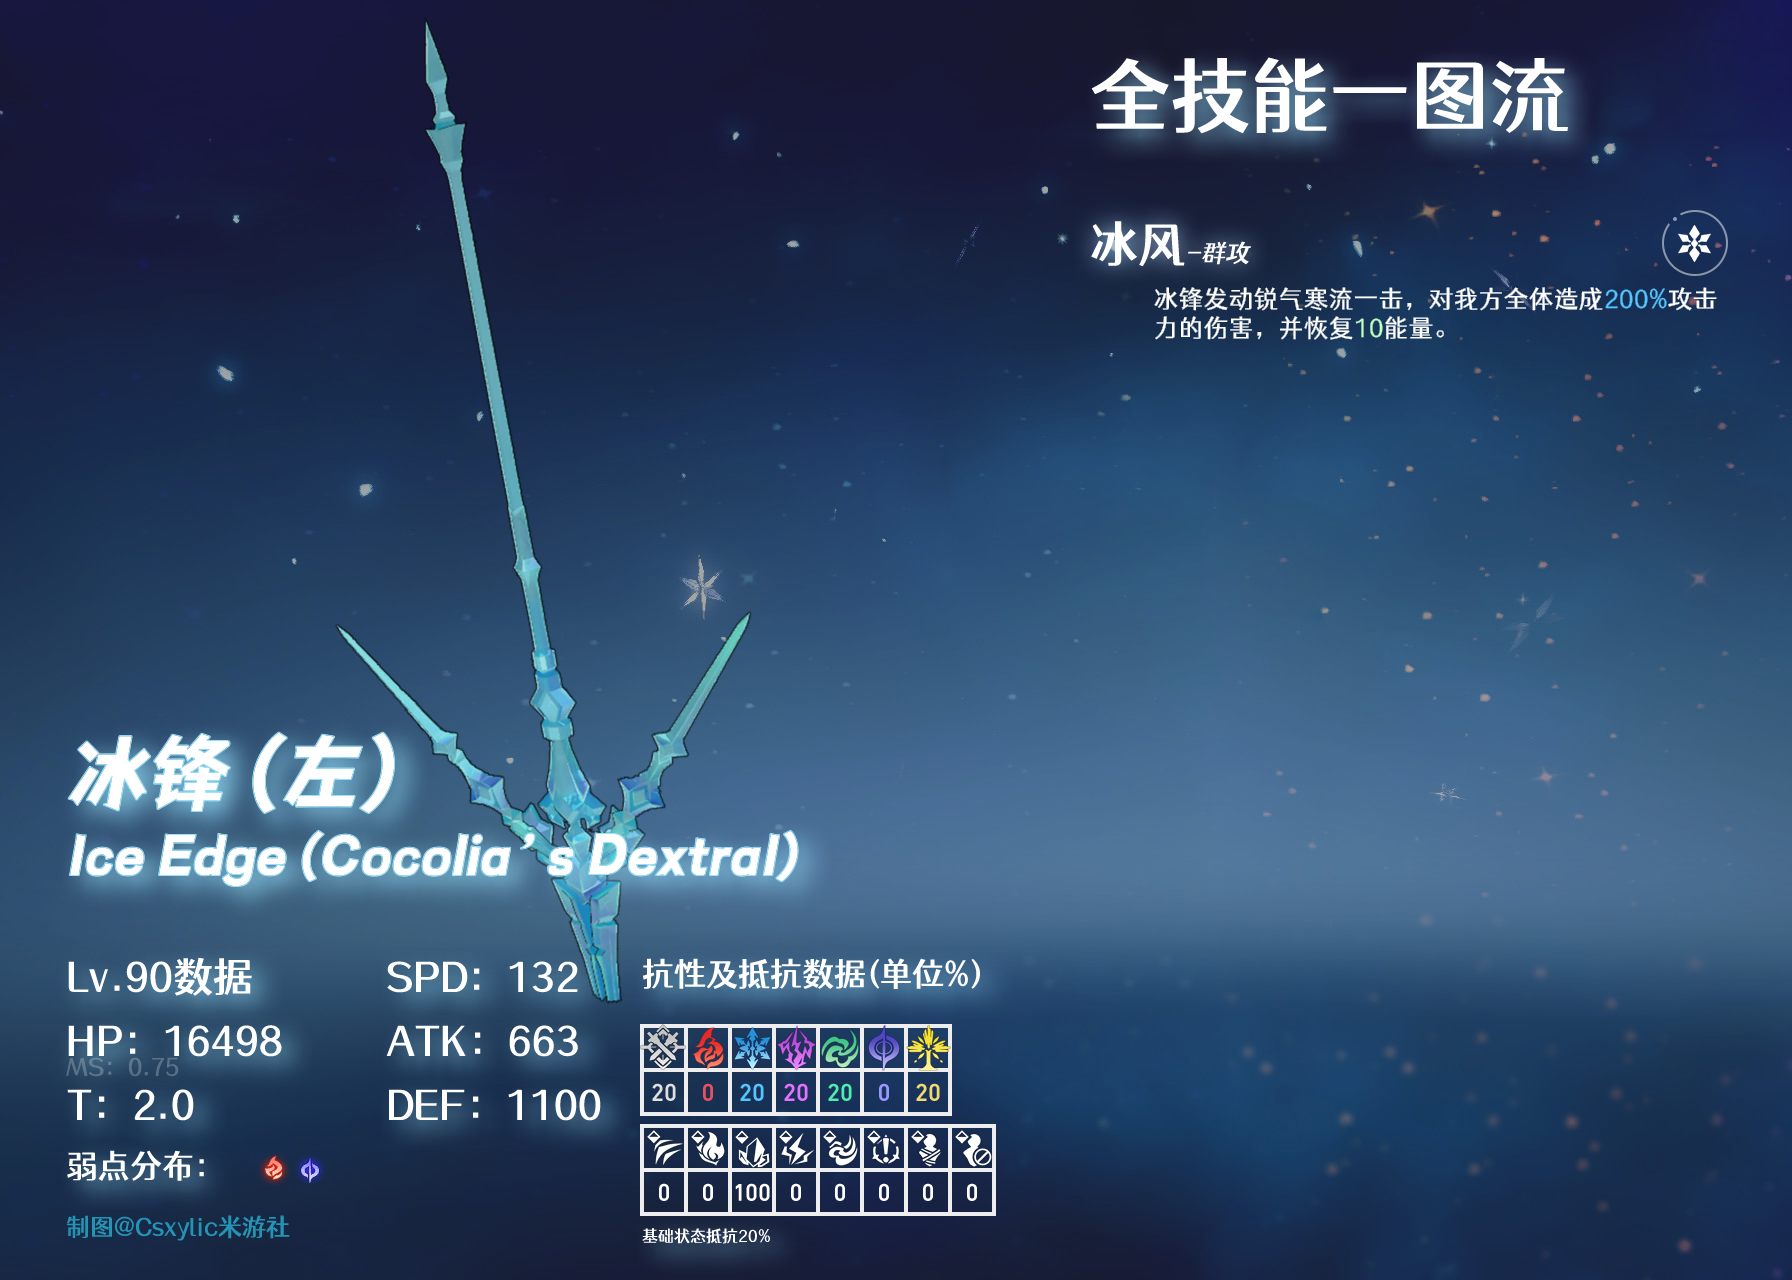 全技能一图流
冰风-群攻
冰锋发动锐气寒流一击，对我方全体造成200%攻击
力的伤害，并恢复10能量。
冰锋（左）
Ice Edge (Cocolia’s Dextral)
Lv.90数据
SPD：132
HP：16498
ATK：663
MS：0.75
T：2.0
DEF：1100
弱点分布：
制图@Csxylic米游社
抗性及抵抗数据(单位%)
20 0 20 20 20 0 20
0 0 100 0 0 0 0 0
基础状态抵抗20%